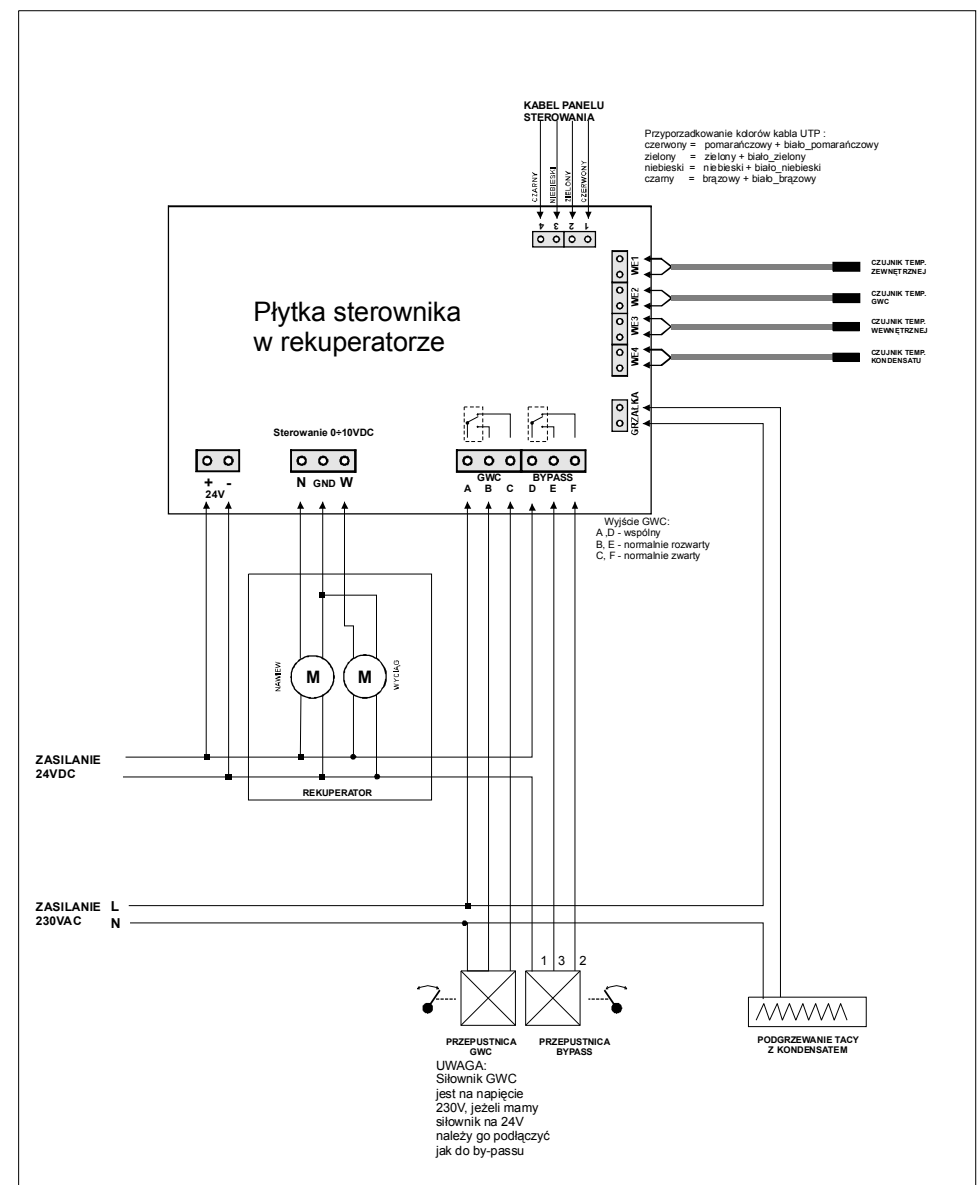 KABEL PANELU
STEROWANIA
Przyporzadkowanie kolorów kabla UTP :
czerwony = pomarańczowy + biało_pomarańczowy
zielony = zielony + biało_zielony
niebieski = niebieski + biało_niebieski
czarny = brązowy + biało_brązowy
CZARNY
NIEBIESKI
ZIELONY
CZERWONY
4 3 2 1
Płytka sterownika
w rekuperatorze
WE1
CZUJNIK TEMP.
ZEWNĘTRZNEJ
WE2
CZUJNIK TEMP.
GWC
WE3
CZUJNIK TEMP.
WEWNĘTRZNEJ
WE4
CZUJNIK TEMP.
KONDENSATU
GRZAŁKA
Sterowanie 0÷10VDC
+ -
24V
N GND W
GWC
A B C
BYPASS
D E F
Wyjście GWC:
A ,D - wspólny
B, E - normalnie rozwarty
C, F - normalnie zwarty
NAWIEW
M
M
WYCIĄG
ZASILANIE
24VDC
REKUPERATOR
ZASILANIE L
230VAC N
1 3 2
PRZEPUSTNICA
GWC
PRZEPUSTNICA
BYPASS
PODGRZEWANIE TACY
Z KONDENSATEM
UWAGA:
Siłownik GWC
jest na napięcie
230V, jeżeli mamy
siłownik na 24V
należy go podłączyć
jak do by-passu